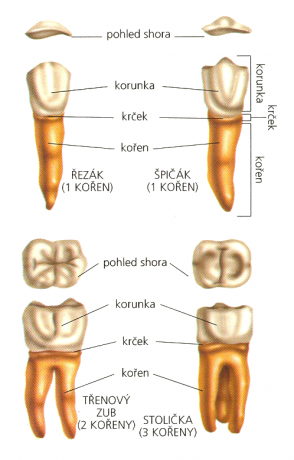 pohled shora
korunka
krček
kořen
korunka
krček
kořen
ŘEZÁK
(1 KOŘEN)
ŠPIČÁK
(1 KOŘEN)
pohled shora
korunka
krček
kořen
TŘENOVÝ
ZUB
(2 KOŘENY)
STOLIČKA
(3 KOŘENY)